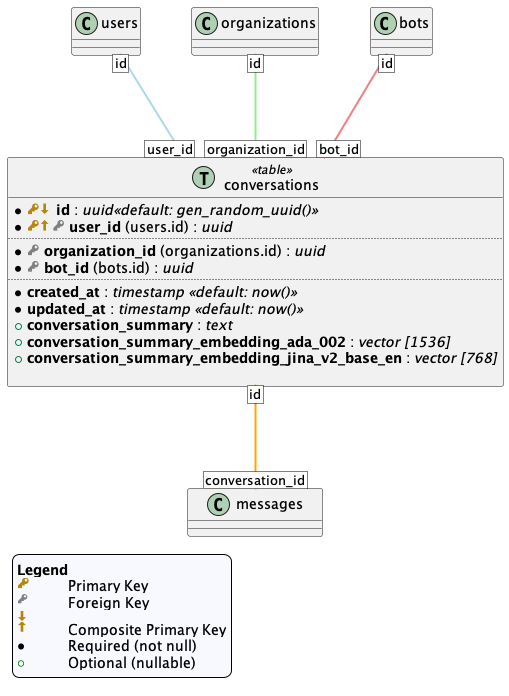 C users
C organizations
C bots
id
id
id
user_id
organization_id
bot_id
«table»
T conversations
id : uuid«default: gen_random_uuid()»
user_id (users.id) : uuid
organization_id (organizations.id) : uuid
bot_id (bots.id) : uuid
created_at : timestamp «default: now()»
updated_at : timestamp «default: now()»
conversation_summary : text
conversation_summary_embedding_ada_002 : vector [1536]
conversation_summary_embedding_jina_v2_base_en : vector [768]
id
conversation_id
C messages
Legend
Primary Key
Foreign Key
Composite Primary Key
Required (not null)
Optional (nullable)